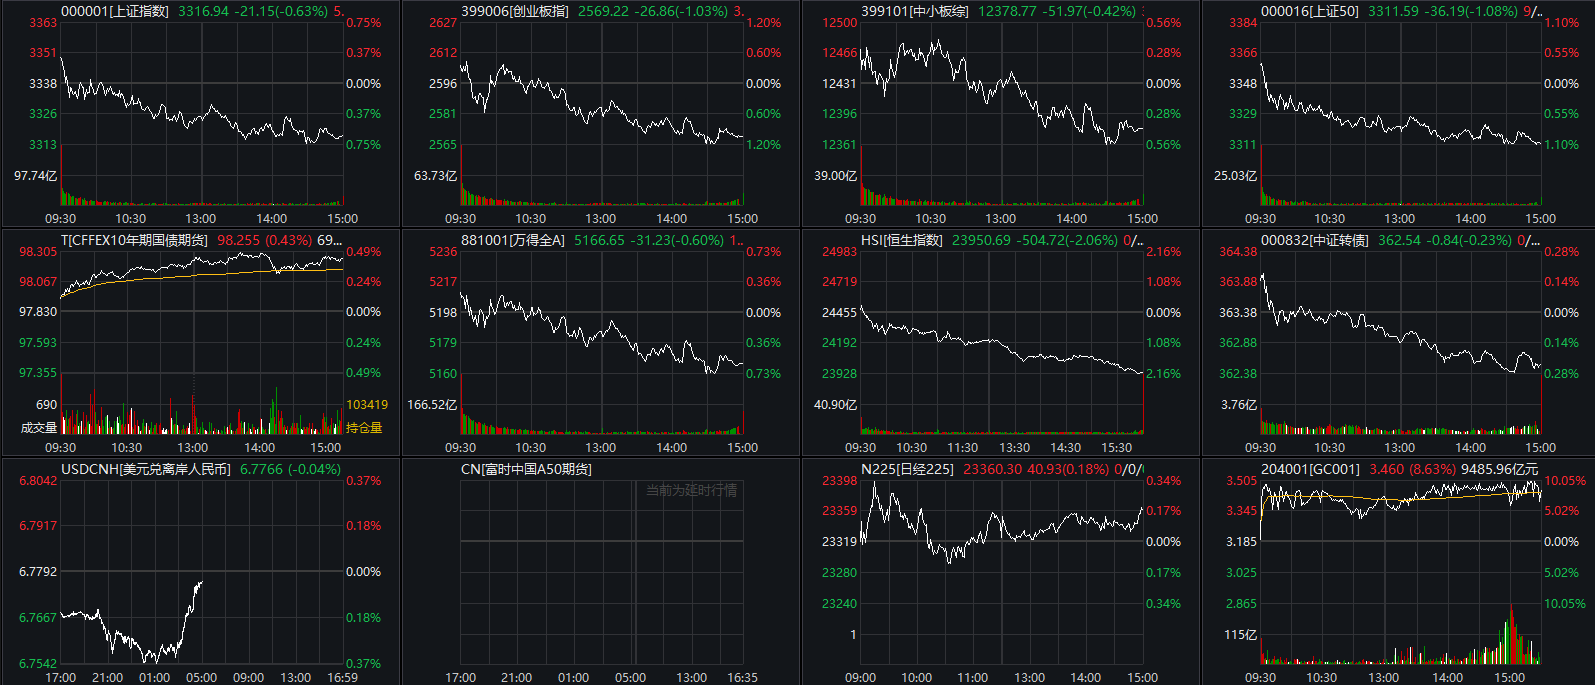 000001[上证指数] 3316.94 -21.15(-0.63%) 5.
3363 0.75%
3351 0.37%
3338 0.00%
3326 0.37%
3313 0.75%
97.74亿
09:30 10:30 13:00 14:00 15:00
399006[创业板指] 2569.22 -26.86(-1.03%) 3.
2627 1.20%
2612 0.60%
2596 0.00%
2581 0.60%
2565 1.20%
63.73亿
09:30 10:30 13:00 14:00 15:00
399101[中小板综] 12378.77 -51.97(-0.42%)
12500 0.56%
12466 0.28%
12431 0.00%
12396 0.28%
12361 0.56%
39.00亿
09:30 10:30 13:00 14:00 15:00
000016[上证50] 3311.59 -36.19(-1.08%) 9/..
3384 1.10%
3366 0.55%
3348 0.00%
3329 0.55%
3311 1.10%
25.03亿
09:30 10:30 13:00 14:00 15:00
T[CFFEX10年期国债期货] 98.255 (0.43%) 69...
98.305 0.49%
98.067 0.24%
97.830 0.00%
97.593 0.24%
97.355 0.49%
690 103419
成交量 持仓量
09:30 10:30 13:00 14:00 15:00
881001[万得全A] 5166.65 -31.23(-0.60%) 1..
5236 0.73%
5217 0.36%
5198 0.00%
5179 0.36%
5160 0.73%
166.52亿
09:30 10:30 13:00 14:00 15:00
HSI[恒生指数] 23950.69 -504.72(-2.06%) 0/..
24983 2.16%
24719 1.08%
24455 0.00%
24192 1.08%
23928 2.16%
40.90亿
09:30 10:30 11:30 13:30 14:30 15:30
000832[中证转债] 362.54 -0.84(-0.23%) 0/...
364.38 0.28%
363.88 0.14%
363.38 0.00%
362.88 0.14%
362.38 0.28%
3.76亿
09:30 10:30 13:00 14:00 15:00
USDCNH[美元兑离岸人民币] 6.7766 (-0.04%)
6.8042 0.37%
6.7917 0.18%
6.7792 0.00%
6.7667 0.18%
6.7542 0.37%
17:00 21:00 01:00 05:00 09:00 13:00 16:59
CN[富时中国A50期货]
当前为延时行情
17:00 21:00 01:00 05:00 13:00 16:35
N225[日经225] 23360.30 40.93(0.18%) 0/0/
23398 0.34%
23359 0.17%
23319 0.00%
23280 0.17%
23240 0.34%
1
09:00 10:00 11:00 13:00 14:00 15:00
204001[GC001] 3.460 (8.63%) 9485.96亿元
3.505 10.05%
3.345 5.02%
3.185 0.00%
3.025 5.02%
2.865 10.05%
115亿
09:30 10:30 13:00 14:00 15:00